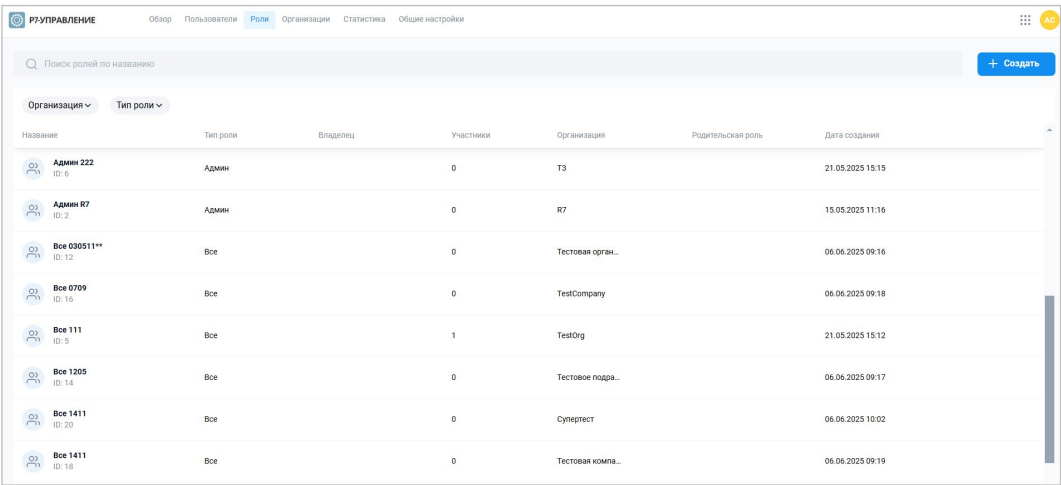 Р7-УПРАВЛЕНИЕ Обзор Пользователи Роли Организации Статистика Общие настройки АС
Поиск ролей по названию + Создать
Организация Тип роли
Название Тип роли Владелец Участники Организация Родительская роль Дата создания
Админ 222 Админ 0 ТЗ 21.05.2025 15:15
ID: 6
Админ R7 Админ 0 R7 15.05.2025 11:16
ID: 2
Все 030511** Все 0 Тестовая орган... 06.06.2025 09:16
ID: 12
Все 0709 Все 0 TestCompany 06.06.2025 09:18
ID: 16
Все 111 Все 1 TestOrg 21.05.2025 15:12
ID: 5
Все 1205 Все 0 Тестовое подра... 06.06.2025 09:17
ID: 14
Все 1411 Все 0 Супертест 06.06.2025 10:02
ID: 20
Все 1411 Все 0 Тестовая компа... 06.06.2025 09:19
ID: 18